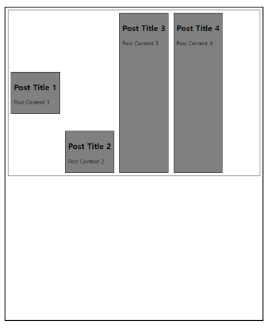 Post Title 1
Post Content 1
Post Title 2
Post Content 2
Post Title 3
Post Content 3
Post Title 4
Post Content 4